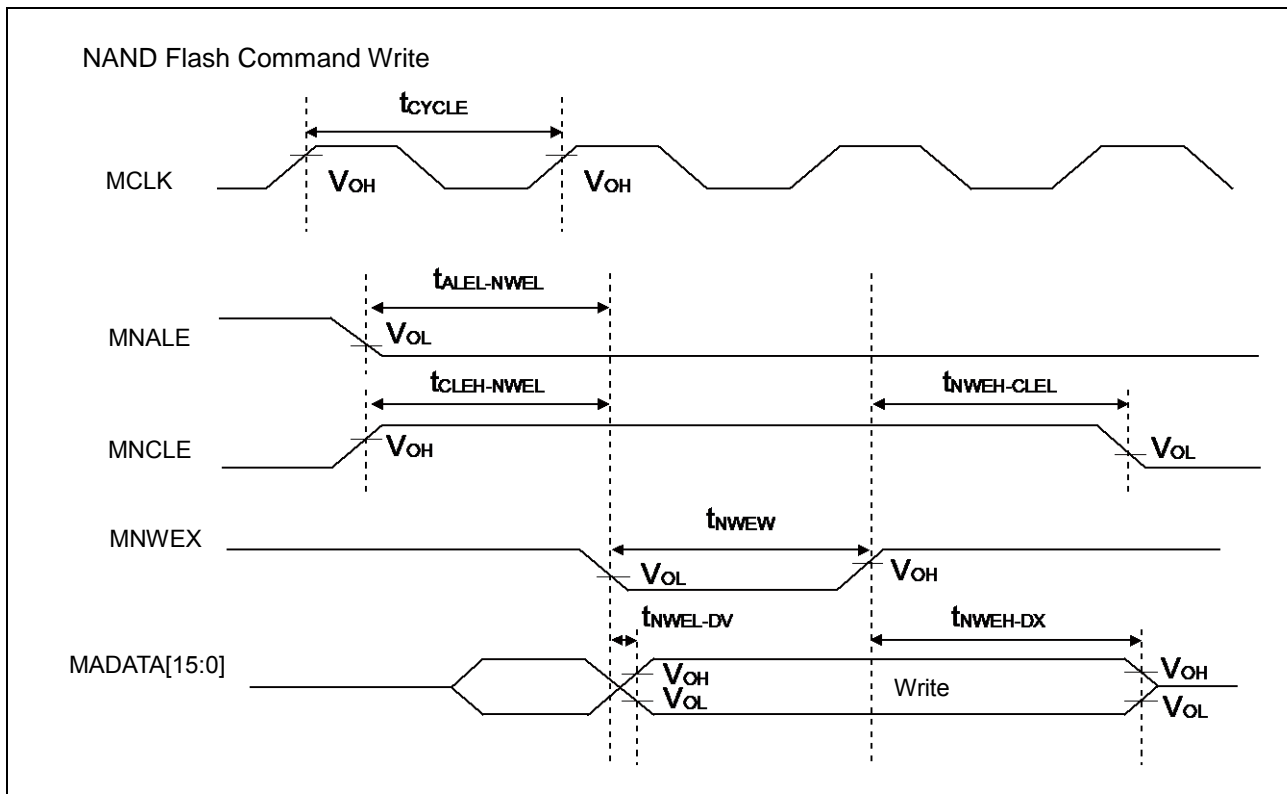 NAND Flash Command Write
tCYCLE
MCLK
VOH
VOH
tALEL-NWEL
MNALE
VOL
tCLEH-NWEL
tNWEH-CLEL
MNCLE
VOH
VOL
tNWEW
MNWEX
VOL
VOH
tNWEL-DV
tNWEH-DX
MADATA[15:0]
VOH
VOH
Write
VOL
VOL